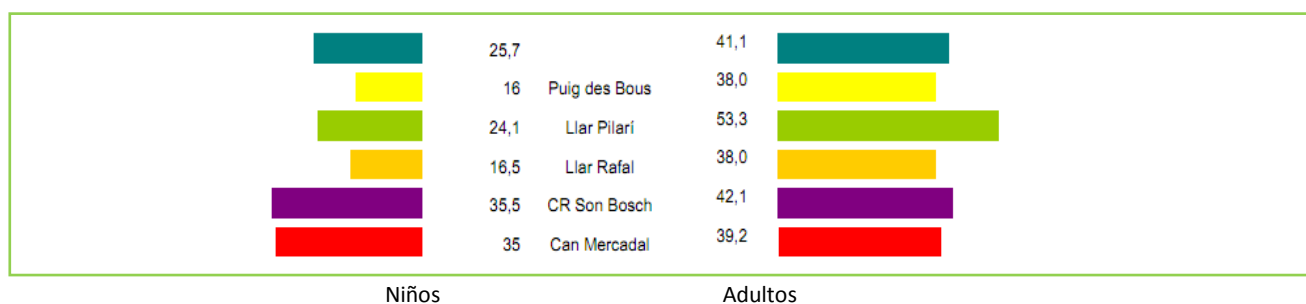 25,7 41,1
16 Puig des Bous 38,0
24,1 Llar Pilarí 53,3
16,5 Llar Rafal 38,0
35,5 CR Son Bosch 42,1
35 Can Mercadal 39,2
Niños Adultos